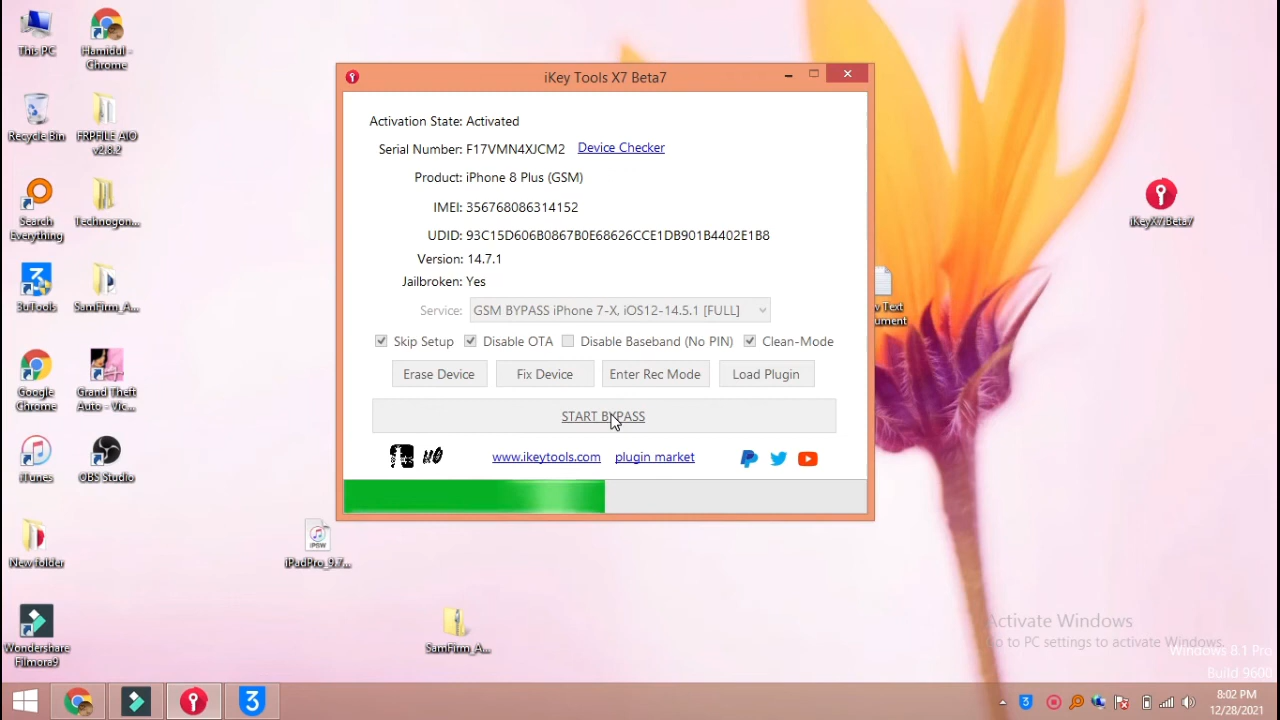 This PC
Hamidul -
Chrome
Recycle Bin
FRPFILE AIO
v2.8.2
Search
Everything
Technogon...
3uTools
SamFirm_A...
Google
Chrome
Grand Theft
Auto - Vic...
iTunes
OBS Studio
New folder
Wondershare
Filmora9
iPadPro_9.7...
IPSW
SamFirm_A...
iKeyX7.Beta7
iKey Tools X7 Beta7
Activation State: Activated
Serial Number: F17VMN4XJCM2 Device Checker
Product: iPhone 8 Plus (GSM)
IMEI: 356768086314152
UDID: 93C15D606B0867B0E68626CCE1DB901B4402E1B8
Version: 14.7.1
Jailbroken: Yes
Service: GSM BYPASS iPhone 7-X, iOS12-14.5.1 [FULL]
Skip Setup Disable OTA Disable Baseband (No PIN) Clean-Mode
Erase Device Fix Device Enter Rec Mode Load Plugin
START BYPASS
www.ikeytools.com plugin market
Text
Activate Windows
Go to PC settings to activate Windows.
Windows 8.1 Pro
Build 9600
8:02 PM
12/28/2021